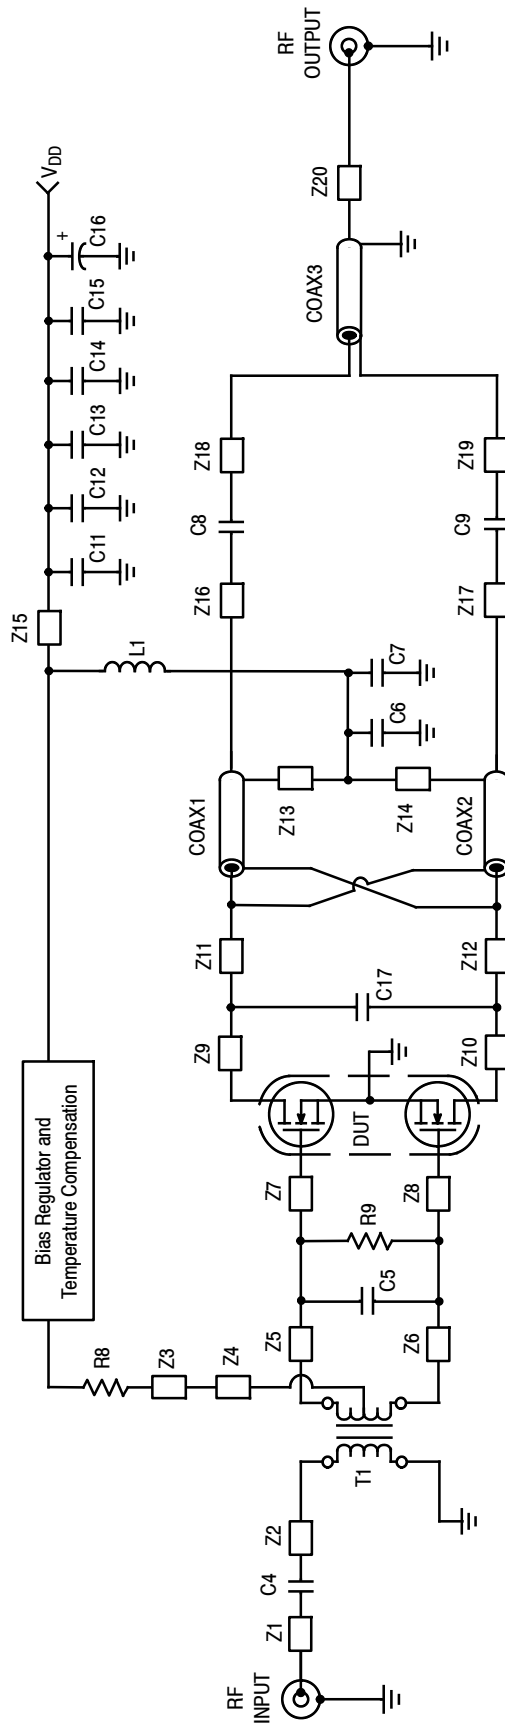 RF
INPUT
Z1
C4
Z2
T1
R8
Z3
Z4
Bias Regulator and
Temperature Compensation
Z5
Z6
C5
R9
Z7
Z8
DUT
Z9
Z10
C17
Z11
Z12
COAX1
COAX2
Z13
Z14
C6
C7
L1
Z15
C11
C12
C13
C14
C15
+
C16
VDD
Z16
C8
Z18
Z17
C9
Z19
COAX3
Z20
RF
OUTPUT